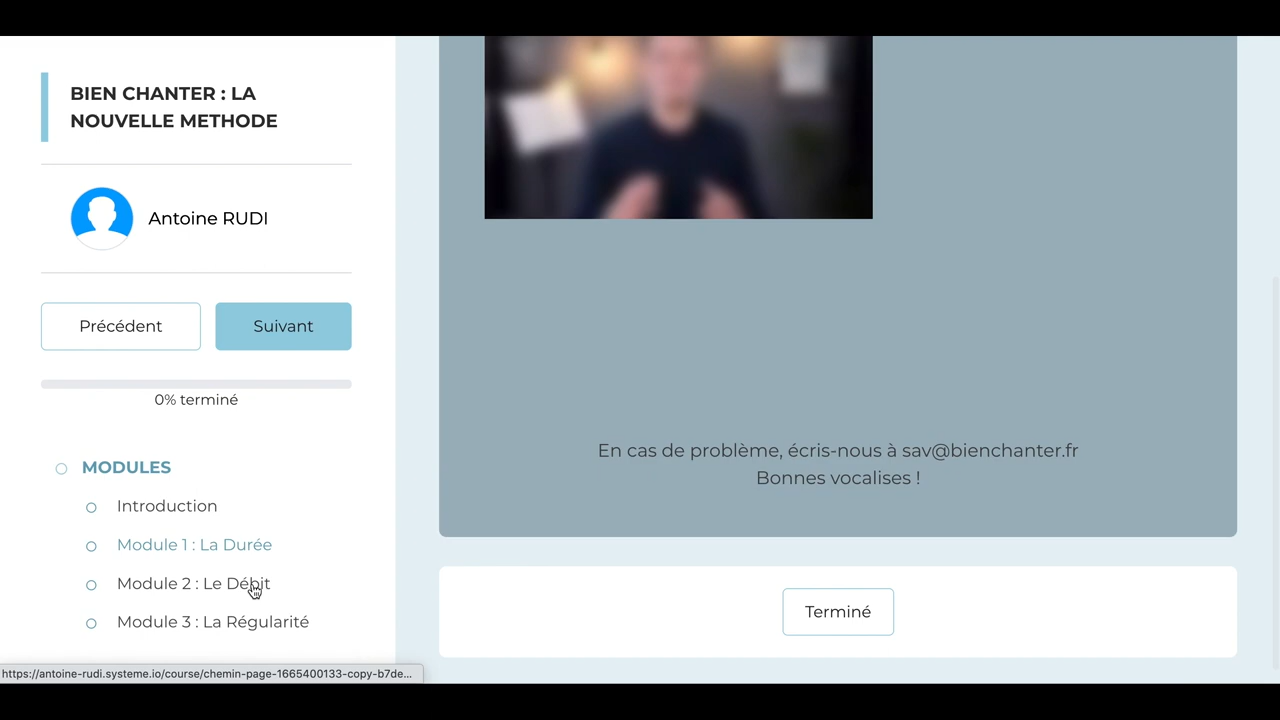 BIEN CHANTER : LA
NOUVELLE METHODE
Antoine RUDI
Précédent
Suivant
0% terminé
MODULES
Introduction
Module 1 : La Durée
Module 2 : Le Débit
Module 3 : La Régularité
https://antoine-rudi.systeme.io/course/chemin-page-1665400133-copy-b7de...
En cas de problème, écris-nous à sav@bienchanter.fr
Bonnes vocalises !
Terminé